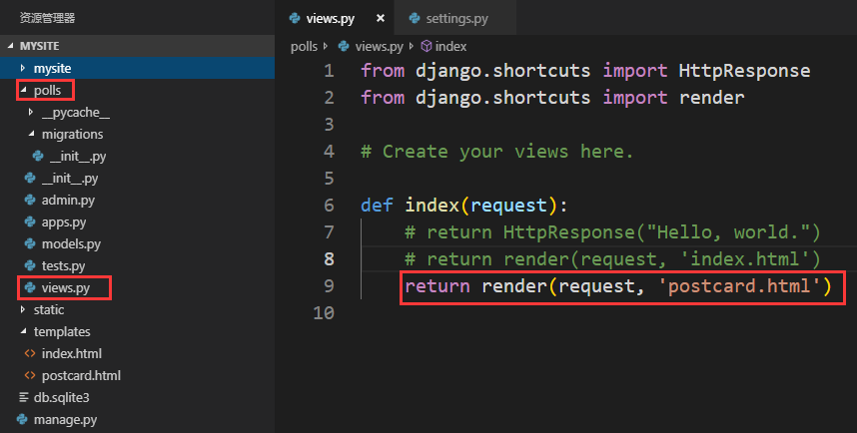 资源管理器
MYSITE
mysite
polls
__pycache__
migrations
__init__.py
__init__.py
admin.py
apps.py
models.py
tests.py
views.py
static
templates
index.html
postcard.html
db.sqlite3
manage.py
views.py × settings.py
polls > views.py > index
1 from django.shortcuts import HttpResponse
2 from django.shortcuts import render
3
4 # Create your views here.
5
6 def index(request):
7     # return HttpResponse("Hello, world.")
8     # return render(request, 'index.html')
9     return render(request, 'postcard.html')
10